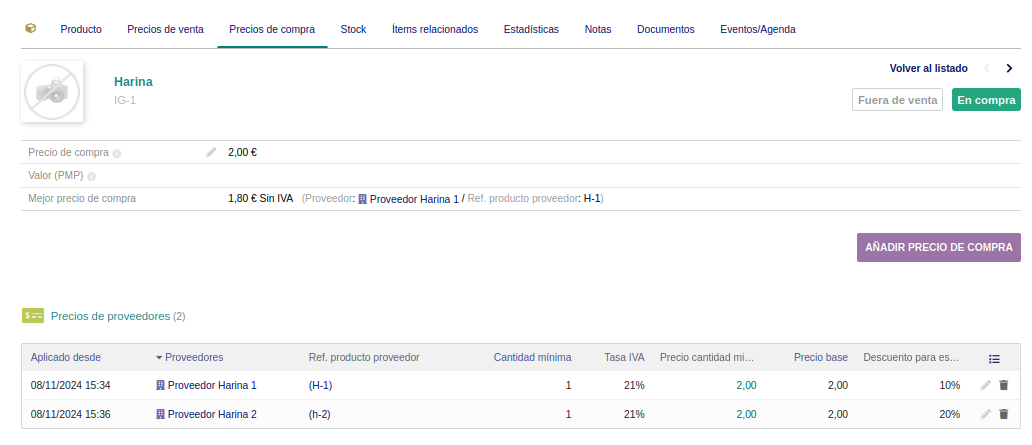 Producto Precios de venta Precios de compra Stock Ítems relacionados Estadísticas Notas Documentos Eventos/Agenda
Volver al listado
Harina
IG-1
Fuera de venta En compra
Precio de compra 2,00 €
Valor (PMP)
Mejor precio de compra 1,80 € Sin IVA (Proveedor: Proveedor Harina 1 / Ref. producto proveedor: H-1)
AÑADIR PRECIO DE COMPRA
Precios de proveedores (2)
Aplicado desde Proveedores Ref. producto proveedor Cantidad mínima Tasa IVA Precio cantidad mi... Precio base Descuento para es...
08/11/2024 15:34 Proveedor Harina 1 (H-1) 1 21% 2,00 2,00 10%
08/11/2024 15:36 Proveedor Harina 2 (h-2) 1 21% 2,00 2,00 20%